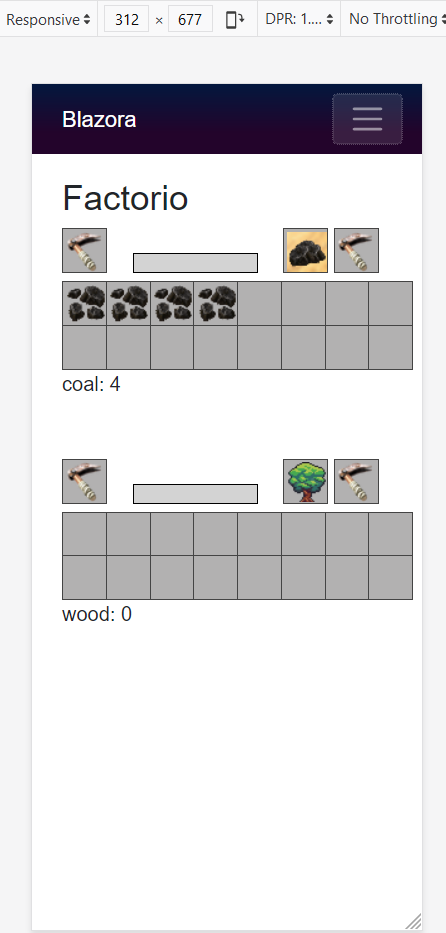 Responsive 312 × 677 DPR: 1.... No Throttling
Blazora
Factorio
coal: 4
wood: 0